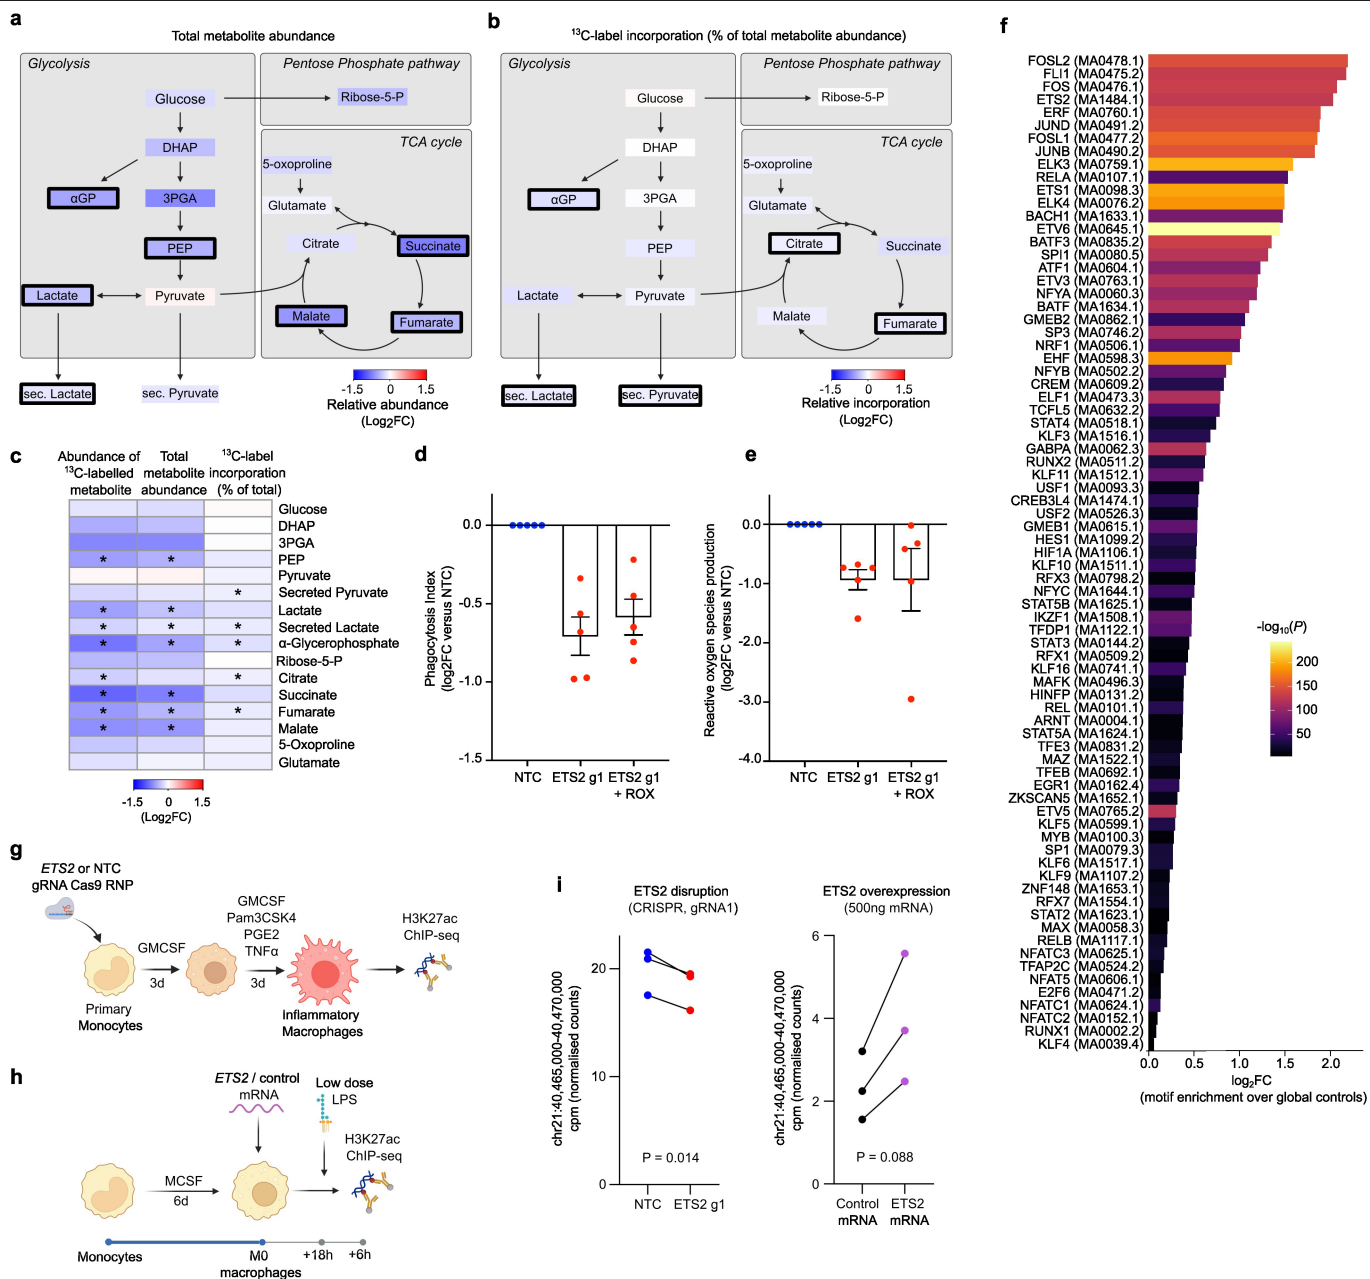 a
Total metabolite abundance
Glycolysis
Pentose Phosphate pathway
Glucose
Ribose-5-P
DHAP
TCA cycle
5-oxoproline
αGP
3PGA
Glutamate
PEP
Citrate
Succinate
Lactate
Pyruvate
Malate
Fumarate
sec. Lactate
sec. Pyruvate
-1.5
0
1.5
Relative abundance
(Log2FC)
b
13C-label incorporation (% of total metabolite abundance)
Glycolysis
Pentose Phosphate pathway
Glucose
Ribose-5-P
DHAP
TCA cycle
5-oxoproline
αGP
3PGA
Glutamate
PEP
Citrate
Succinate
Lactate
Pyruvate
Malate
Fumarate
sec. Lactate
sec. Pyruvate
-1.5
0
1.5
Relative incorporation
(Log2FC)
c
Abundance of
13C-labelled
metabolite
Total
metabolite
abundance
13C-label
incorporation
(% of total)
Glucose
DHAP
3PGA
* * PEP
Pyruvate
* Secreted Pyruvate
* * Lactate
* * * Secreted Lactate
* * * α-Glycerophosphate
Ribose-5-P
* * Citrate
* * Succinate
* * * Fumarate
* * Malate
5-Oxoproline
Glutamate
-1.5
0
1.5
(Log2FC)
d
Phagocytosis Index
(log2FC versus NTC)
0.0
-0.5
-1.0
-1.5
NTC
ETS2 g1
ETS2 g1
+ ROX
e
Reactive oxygen species production
(log2FC versus NTC)
0.0
-1.0
-2.0
-3.0
-4.0
NTC
ETS2 g1
ETS2 g1
+ ROX
f
FOSL2 (MA0478.1)
FLI1 (MA0475.2)
FOS (MA0476.1)
ETS2 (MA1484.1)
ERF (MA0760.1)
JUND (MA0491.2)
FOSL1 (MA0477.2)
JUNB (MA0490.2)
ELK3 (MA0759.1)
RELA (MA0107.1)
ETS1 (MA0098.3)
ELK4 (MA0076.2)
BACH1 (MA1633.1)
ETV6 (MA0645.1)
BATF3 (MA0835.2)
SPI1 (MA0080.5)
ATF1 (MA0604.1)
ETV3 (MA0763.1)
NFYA (MA0060.3)
BATF (MA1634.1)
GMEB2 (MA0862.1)
SP3 (MA0746.2)
NRF1 (MA0506.1)
EHF (MA0598.3)
NFYB (MA0502.2)
CREM (MA0609.2)
ELF1 (MA0473.3)
TCFL5 (MA0632.2)
STAT4 (MA0518.1)
KLF3 (MA1516.1)
GABPA (MA0062.3)
RUNX2 (MA0511.2)
KLF11 (MA1512.1)
USF1 (MA0093.3)
CREB3L4 (MA1474.1)
USF2 (MA0526.3)
GMEB1 (MA0615.1)
HES1 (MA1099.2)
HIF1A (MA1106.1)
KLF10 (MA1511.1)
RFX3 (MA0798.2)
NFYC (MA1644.1)
STAT5B (MA1625.1)
IKZF1 (MA1508.1)
TFDP1 (MA1122.1)
STAT3 (MA0144.2)
RFX1 (MA0509.2)
KLF16 (MA0741.1)
MAFK (MA0496.3)
HINFP (MA0131.2)
REL (MA0101.1)
ARNT (MA0004.1)
STAT5A (MA1624.1)
TFE3 (MA0831.2)
MAZ (MA1522.1)
TFEB (MA0692.1)
EGR1 (MA0162.4)
ZKSCAN5 (MA1652.1)
ETV5 (MA0765.2)
KLF5 (MA0599.1)
MYB (MA0100.3)
SP1 (MA0079.3)
KLF6 (MA1517.1)
KLF9 (MA1107.2)
ZNF148 (MA1653.1)
RFX7 (MA1554.1)
STAT2 (MA1623.1)
MAX (MA0058.3)
RELB (MA1117.1)
NFATC3 (MA0625.1)
TFAP2C (MA0524.2)
NFAT5 (MA0606.1)
E2F6 (MA0471.2)
NFATC1 (MA0624.1)
NFATC2 (MA0152.1)
RUNX1 (MA0002.2)
KLF4 (MA0039.4)
0.0
0.5
1.0
1.5
2.0
log2FC
(motif enrichment over global controls)
-log10(P)
200
150
100
50
g
ETS2 or NTC
gRNA Cas9 RNP
GMCSF
3d
GMCSF
Pam3CSK4
PGE2
TNFα
3d
H3K27ac
ChIP-seq
Primary
Monocytes
Inflammatory
Macrophages
h
ETS2 / control
mRNA
Low dose
LPS
H3K27ac
ChIP-seq
MCSF
6d
Monocytes
M0
macrophages
+18h
+6h
i
ETS2 disruption
(CRISPR, gRNA1)
chr21:40,465,000-40,470,000
cpm (normalised counts)
20
10
0
P = 0.014
NTC
ETS2 g1
ETS2 overexpression
(500ng mRNA)
chr21:40,465,000-40,470,000
cpm (normalised counts)
6
4
2
0
P = 0.088
Control
mRNA
ETS2
mRNA